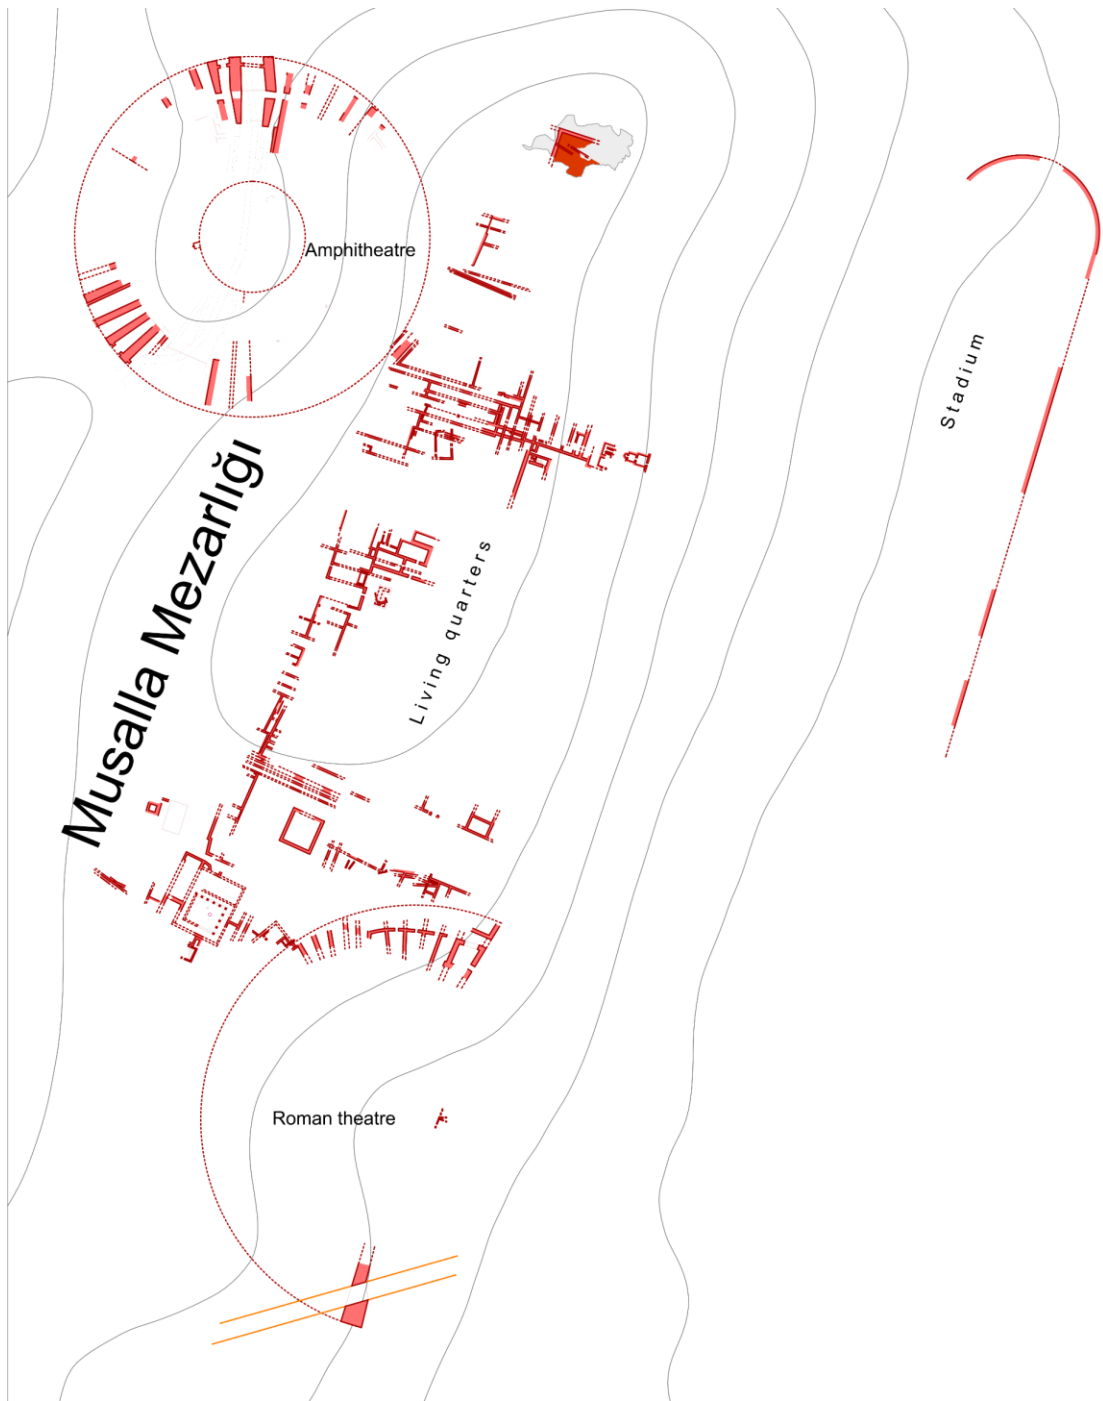 Amphitheatre
Stadium
Musalla Mezarlığı
Living quarters
Roman theatre